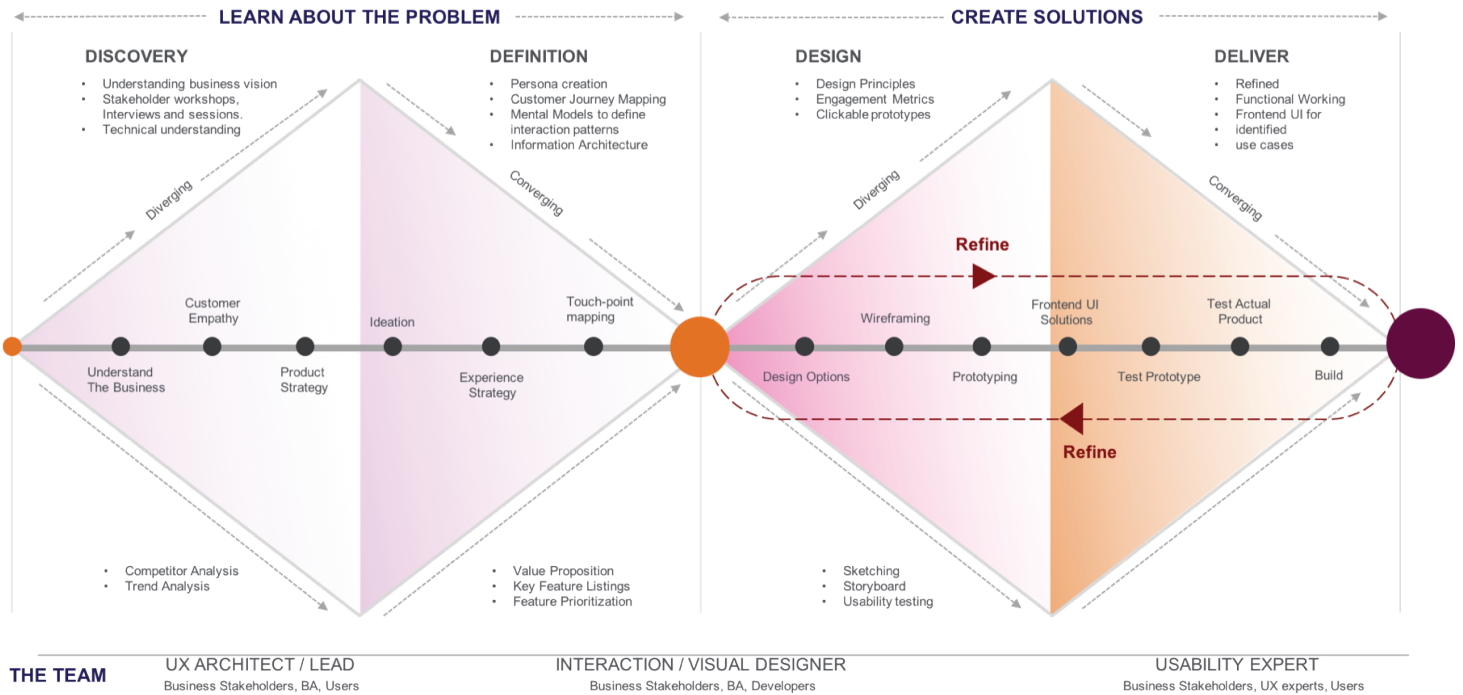 LEARN ABOUT THE PROBLEM
CREATE SOLUTIONS
DISCOVERY
• Understanding business vision
• Stakeholder workshops,
Interviews and sessions.
• Technical understanding
DEFINITION
• Persona creation
• Customer Journey Mapping
• Mental Models to define
interaction patterns
• Information Architecture
DESIGN
• Design Principles
• Engagement Metrics
• Clickable prototypes
DELIVER
• Refined
• Functional Working
• Frontend UI for
• identified
• use cases
Diverging
Converging
Diverging
Converging
Refine
Customer
Empathy
Ideation
Touch-point
mapping
Wireframing
Frontend UI
Solutions
Test Actual
Product
Understand
The Business
Product
Strategy
Experience
Strategy
Design Options
Prototyping
Test Prototype
Build
Refine
• Competitor Analysis
• Trend Analysis
• Value Proposition
• Key Feature Listings
• Feature Prioritization
• Sketching
• Storyboard
• Usability testing
THE TEAM
UX ARCHITECT / LEAD
Business Stakeholders, BA, Users
INTERACTION / VISUAL DESIGNER
Business Stakeholders, BA, Developers
USABILITY EXPERT
Business Stakeholders, UX experts, Users